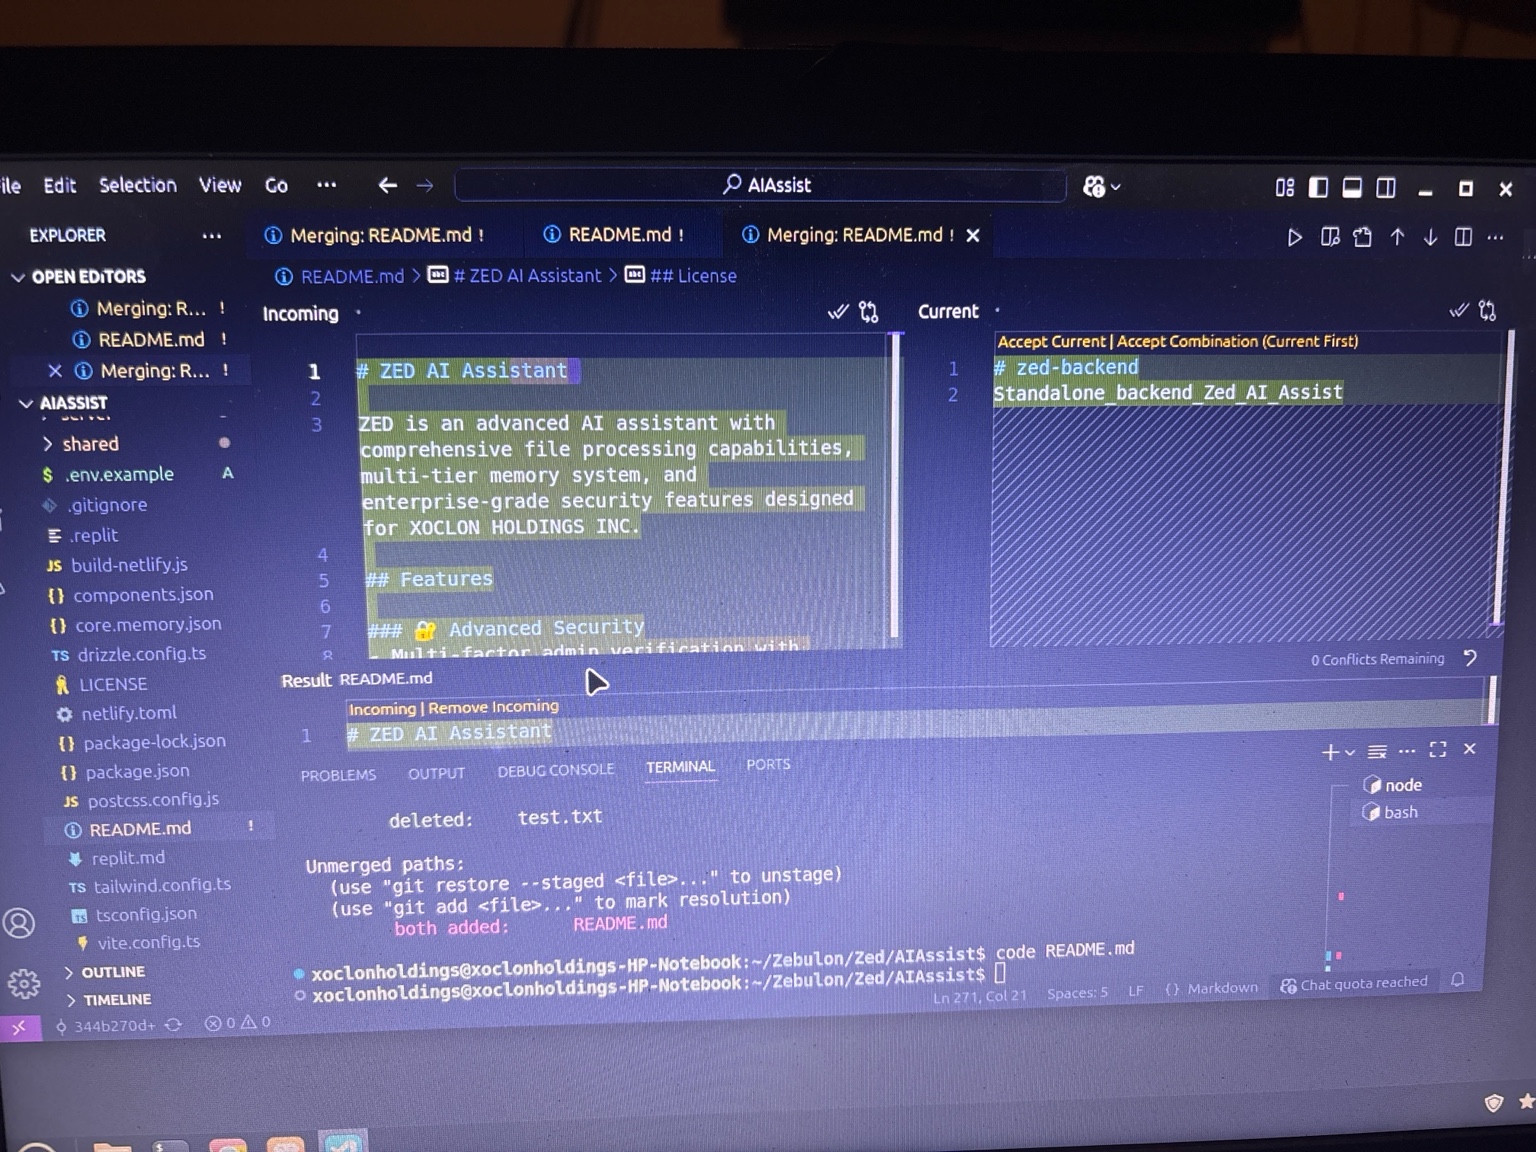 ile Edit Selection View Go ··· AIAssist
EXPLORER ···
OPEN EDITORS
Merging: R... !
README.md !
Merging: R... !
AIASSIST
shared
$ .env.example A
.gitignore
.replit
JS build-netlify.js
{} components.json
{} core.memory.json
TS drizzle.config.ts
LICENSE
netlify.toml
{} package-lock.json
{} package.json
JS postcss.config.js
README.md !
replit.md
TS tailwind.config.ts
TS tsconfig.json
vite.config.ts
OUTLINE
TIMELINE
Merging: README.md ! README.md ! Merging: README.md !
README.md > # ZED AI Assistant > ## License
Incoming
1 # ZED AI Assistant
2
3 ZED is an advanced AI assistant with
comprehensive file processing capabilities,
multi-tier memory system, and
enterprise-grade security features designed
for XOCLON HOLDINGS INC.
4
5 ## Features
6
7 ### 🔐 Advanced Security
8 - Multi-factor admin verification with
Current
Accept Current | Accept Combination (Current First)
1 # zed-backend
2 Standalone_backend_Zed_AI_Assist
0 Conflicts Remaining
Result README.md
Incoming | Remove Incoming
1 # ZED AI Assistant
PROBLEMS OUTPUT DEBUG CONSOLE TERMINAL PORTS
node
bash
deleted: test.txt
Unmerged paths:
(use "git restore --staged <file>..." to unstage)
(use "git add <file>..." to mark resolution)
both added: README.md
xoclonholdings@xoclonholdings-HP-Notebook:~/Zebulon/Zed/AIAssist$ code README.md
xoclonholdings@xoclonholdings-HP-Notebook:~/Zebulon/Zed/AIAssist$
344b270d+ 0 0 Ln 271, Col 21 Spaces: 5 LF {} Markdown Chat quota reached